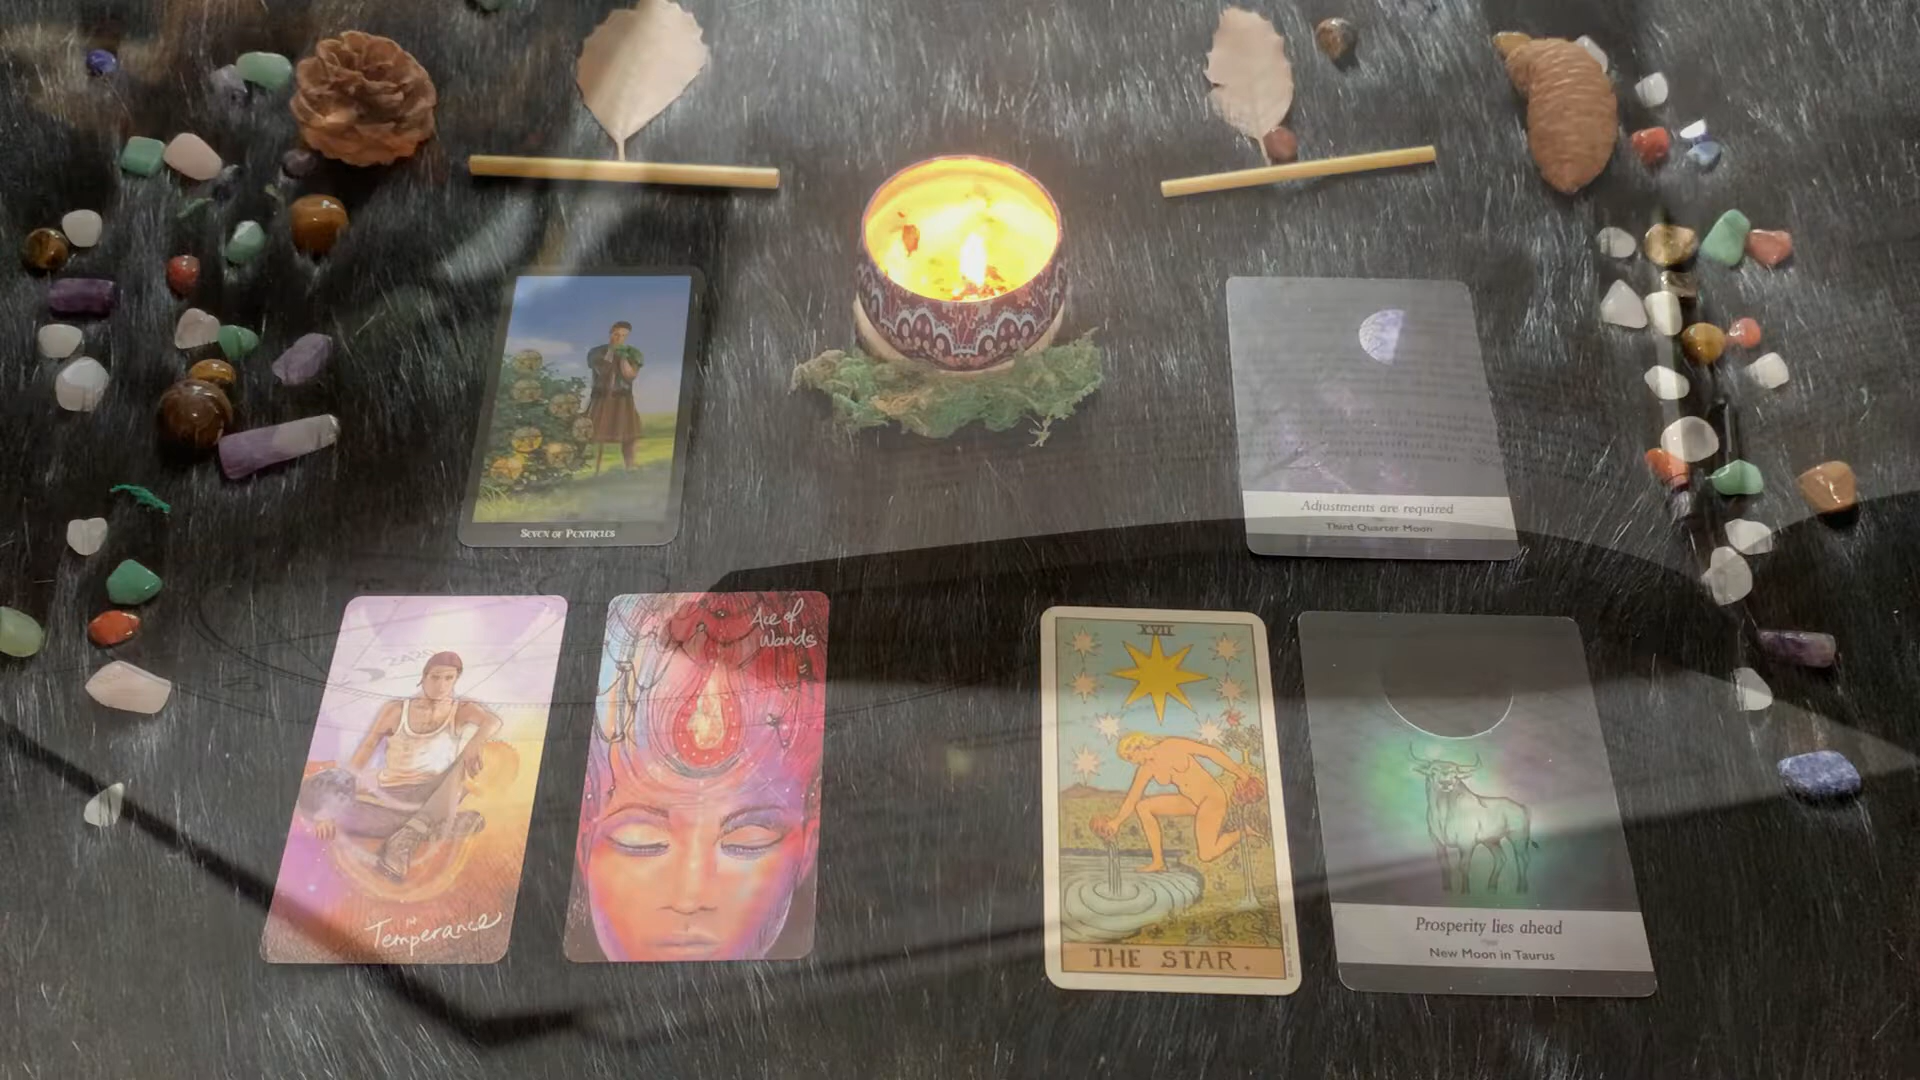 SEVEN OF PENTACLES
Adjustments are required
Third Quarter Moon
Ace of
Wands
XVII
Temperance
THE STAR.
Prosperity lies ahead
New Moon in Taurus